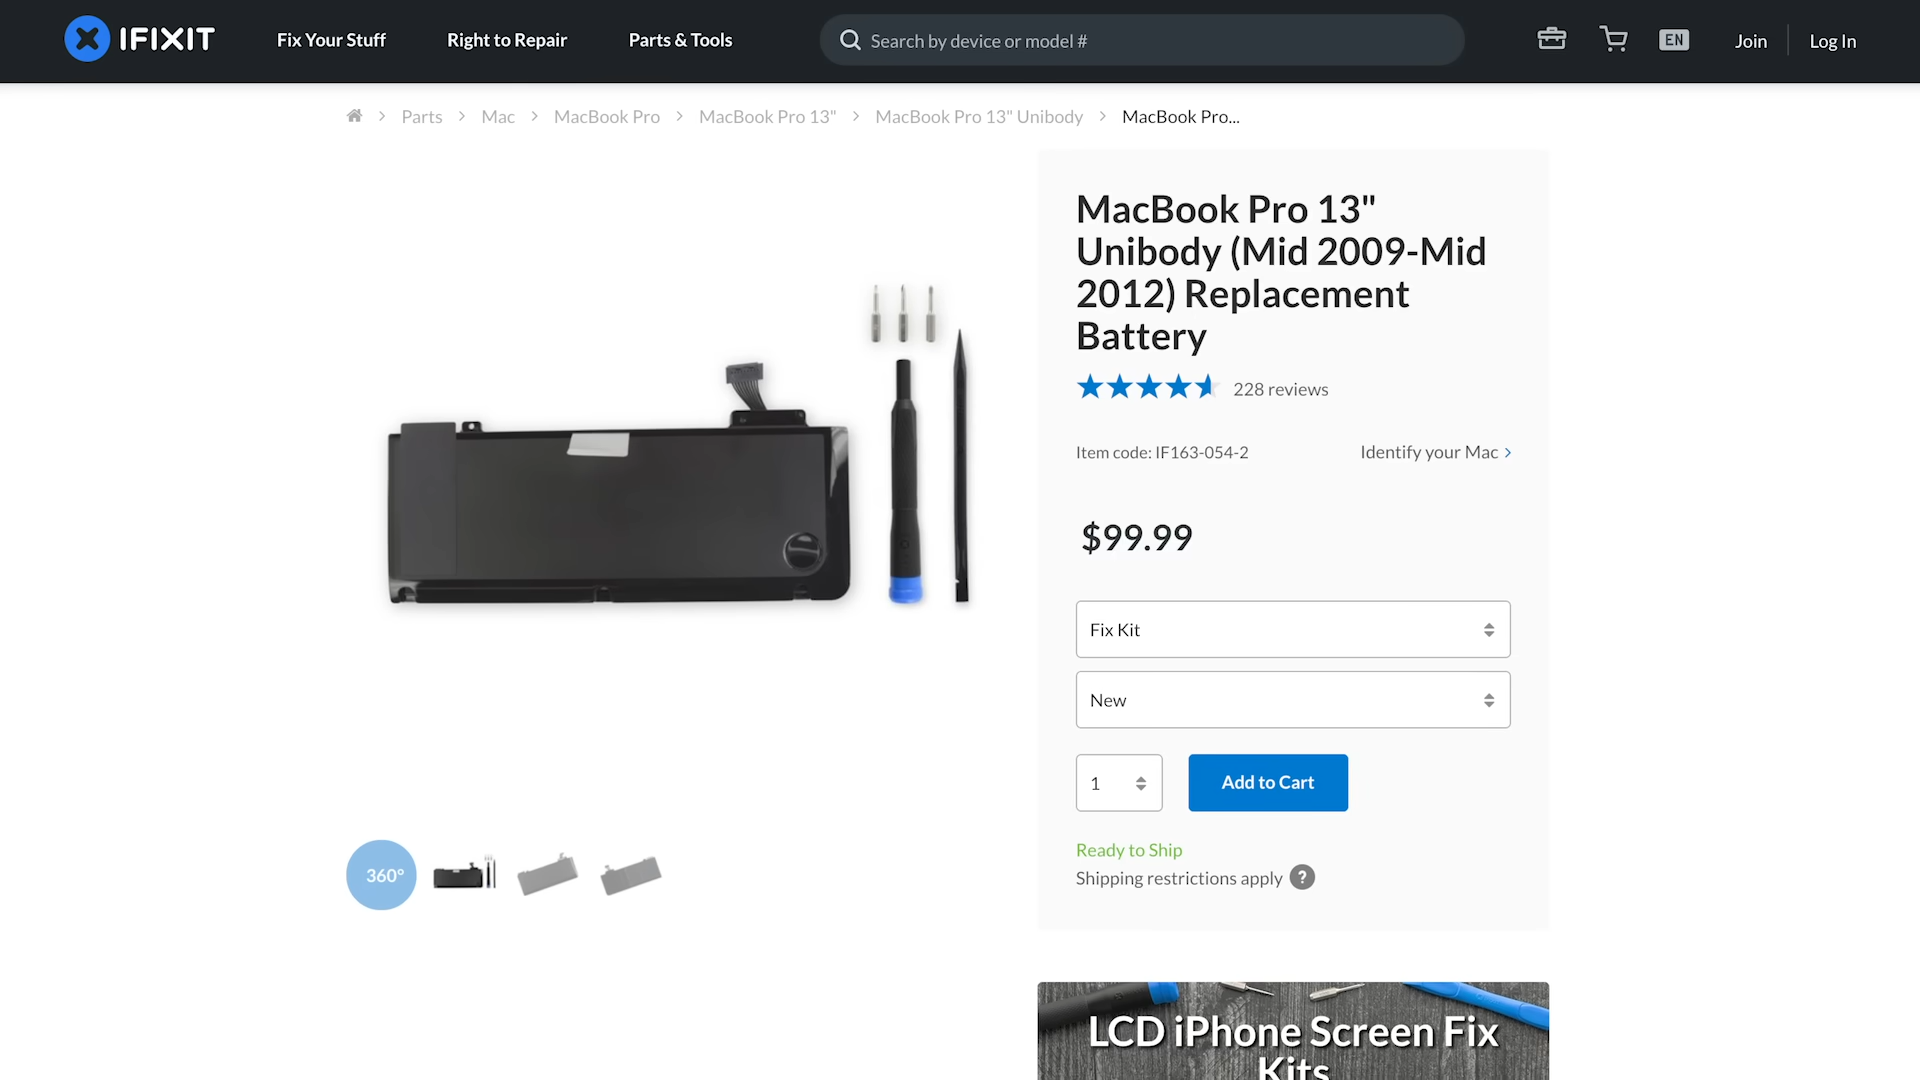 IFIXIT
Fix Your Stuff
Right to Repair
Parts & Tools
Search by device or model #
EN
Join
Log In
Parts
Mac
MacBook Pro
MacBook Pro 13"
MacBook Pro 13" Unibody
MacBook Pro...
MacBook Pro 13"
Unibody (Mid 2009-Mid
2012) Replacement
Battery
228 reviews
Item code: IF163-054-2
Identify your Mac
$99.99
Fix Kit
New
1
Add to Cart
360°
Ready to Ship
Shipping restrictions apply ?
LCD iPhone Screen Fix
Kits